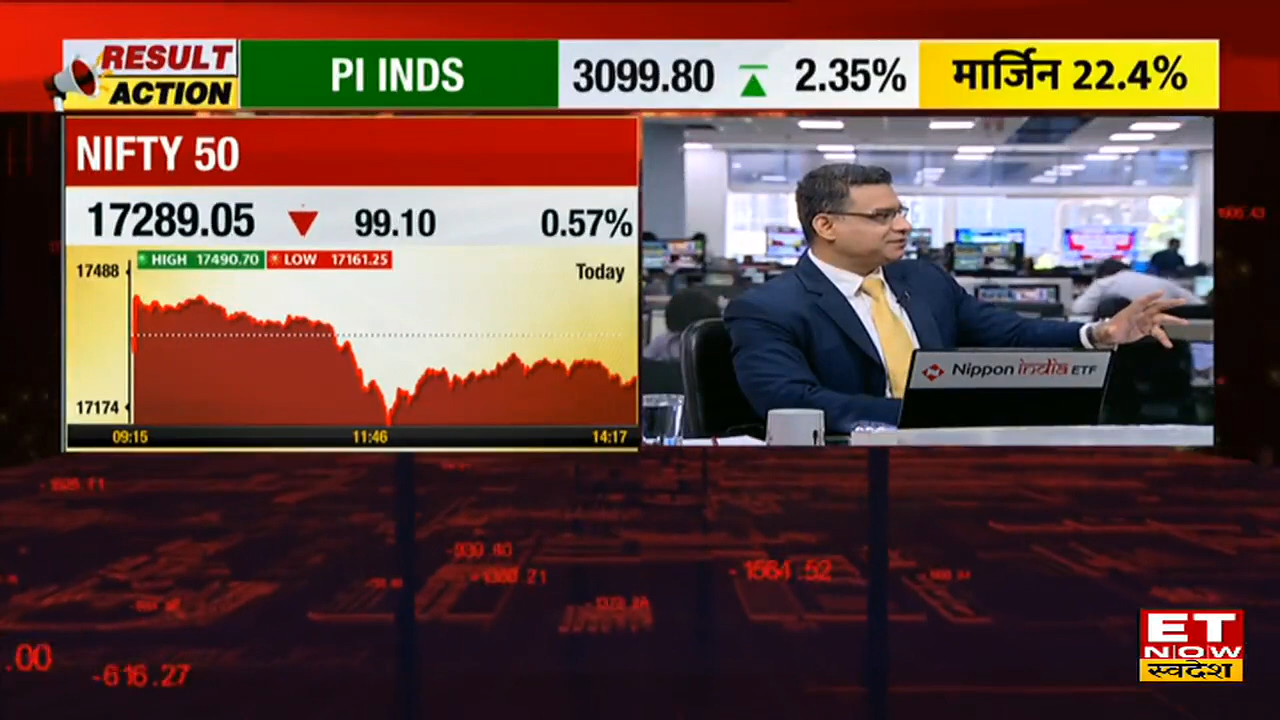 RESULT
ACTION
PI INDS
3099.80
2.35%
मार्जिन 22.4%
NIFTY 50
17289.05
99.10
0.57%
HIGH 17490.70
LOW 17161.25
Today
17488
17174
09:15
11:46
14:17
Nippon india ETF
.00
-616.27
-1564.52
ET
NOW
स्वदेश